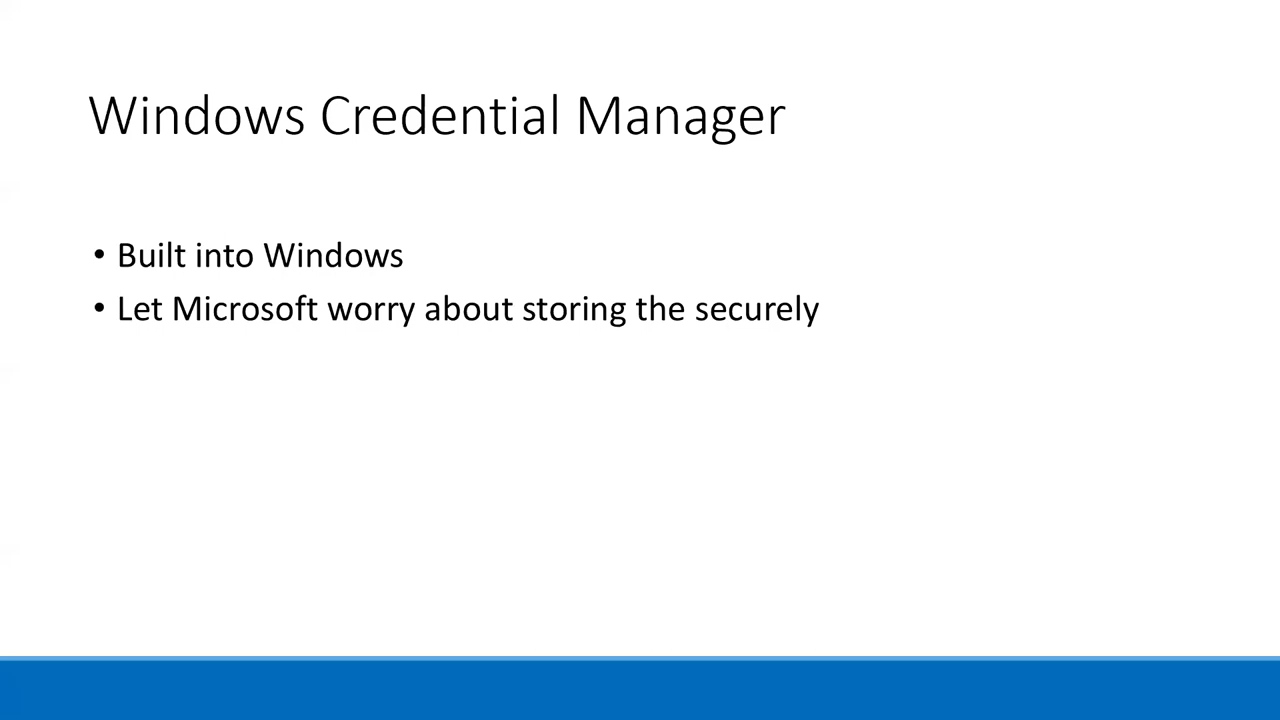 Windows Credential Manager
• Built into Windows
• Let Microsoft worry about storing the securely